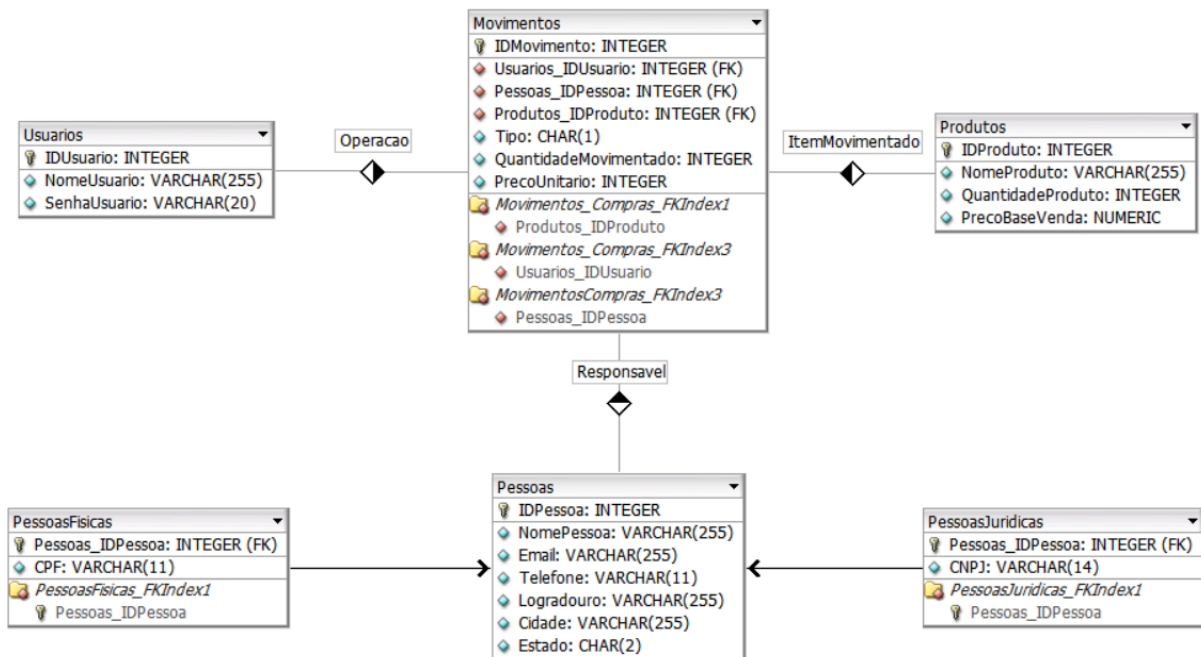 Movimentos
IDMovimento: INTEGER
Usuarios_IDUsuario: INTEGER (FK)
Pessoas_IDPessoa: INTEGER (FK)
Produtos_IDProduto: INTEGER (FK)
Tipo: CHAR(1)
QuantidadeMovimentado: INTEGER
PrecoUnitario: INTEGER
Movimentos_Compras_FKIndex1
Produtos_IDProduto
Movimentos_Compras_FKIndex3
Usuarios_IDUsuario
MovimentosCompras_FKIndex3
Pessoas_IDPessoa
Usuarios
IDUsuario: INTEGER
NomeUsuario: VARCHAR(255)
SenhaUsuario: VARCHAR(20)
Operacao
ItemMovimentado
Produtos
IDProduto: INTEGER
NomeProduto: VARCHAR(255)
QuantidadeProduto: INTEGER
PrecoBaseVenda: NUMERIC
Responsavel
PessoasFisicas
Pessoas_IDPessoa: INTEGER (FK)
CPF: VARCHAR(11)
PessoasFisicas_FKIndex1
Pessoas_IDPessoa
Pessoas
IDPessoa: INTEGER
NomePessoa: VARCHAR(255)
Email: VARCHAR(255)
Telefone: VARCHAR(11)
Logradouro: VARCHAR(255)
Cidade: VARCHAR(255)
Estado: CHAR(2)
PessoasJuridicas
Pessoas_IDPessoa: INTEGER (FK)
CNPJ: VARCHAR(14)
PessoasJuridicas_FKIndex1
Pessoas_IDPessoa